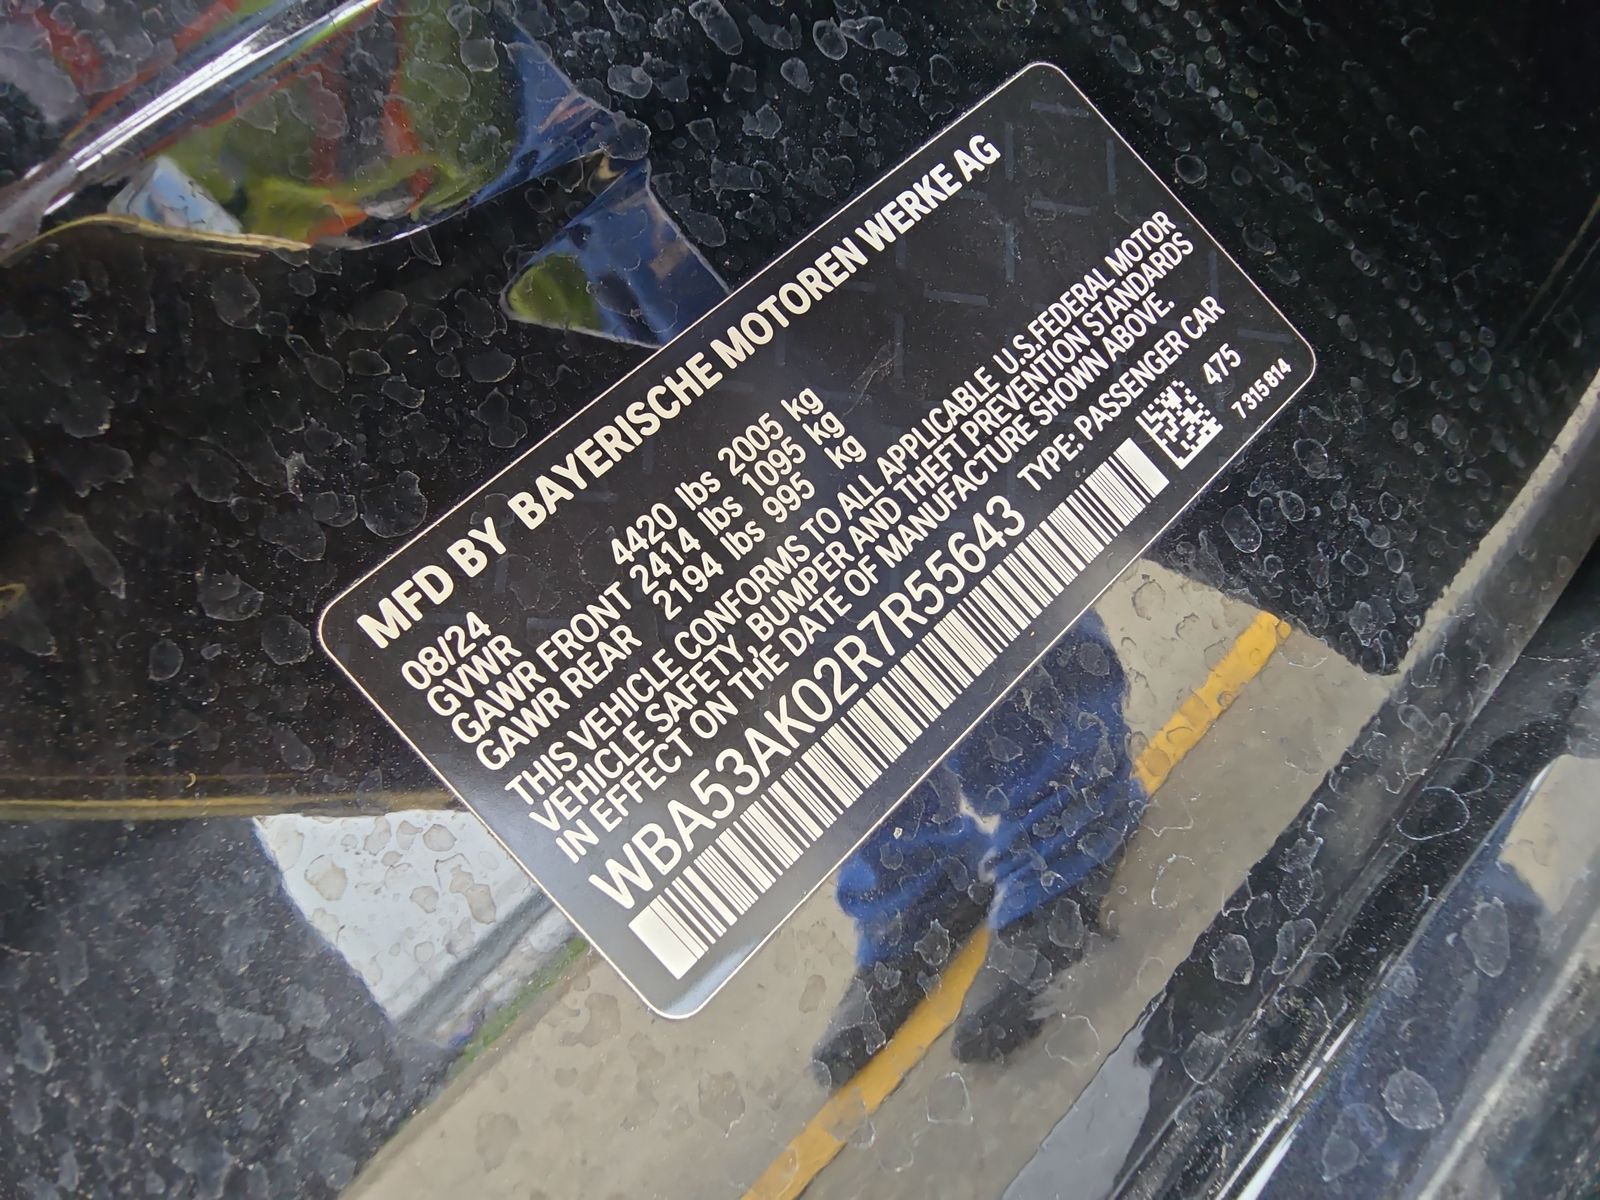 MFD BY BAYERISCHE MOTOREN WERKE AG
08/24
GVWR 4420 lbs 2005 kg
GAWR FRONT 2414 lbs 1095 kg
GAWR REAR 2194 lbs 995 kg
THIS VEHICLE CONFORMS TO ALL APPLICABLE U.S.FEDERAL MOTOR
VEHICLE SAFETY, BUMPER AND THEFT PREVENTION STANDARDS
IN EFFECT ON THE DATE OF MANUFACTURE SHOWN ABOVE.
WBA53AK02R7R55643 TYPE: PASSENGER CAR
475
7 315 814